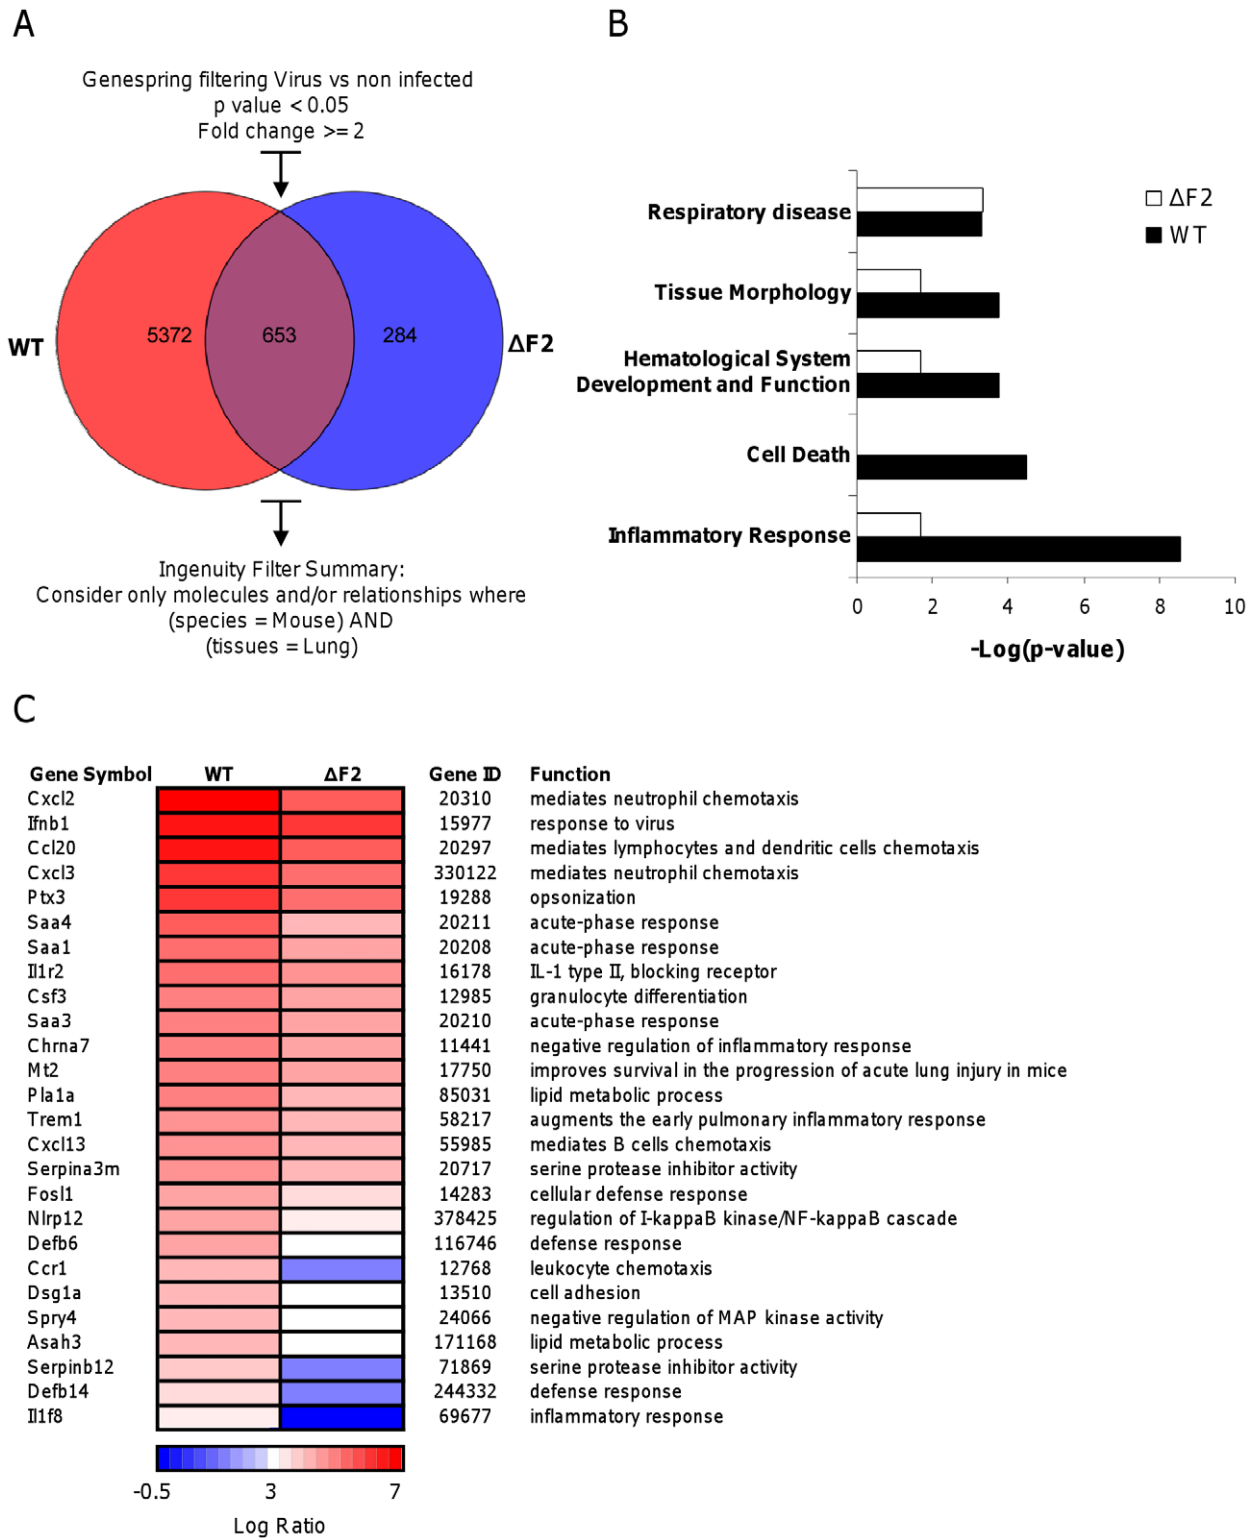 A
Genespring filtering Virus vs non infected
p value < 0.05
Fold change >= 2
WT
5372
653
284
ΔF2
Ingenuity Filter Summary:
Consider only molecules and/or relationships where
(species = Mouse) AND
(tissues = Lung)
B
ΔF2
WT
Respiratory disease
Tissue Morphology
Hematological System
Development and Function
Cell Death
Inflammatory Response
0 2 4 6 8 10
-Log(p-value)
C
Gene Symbol WT ΔF2 Gene ID Function
Cxcl2 20310 mediates neutrophil chemotaxis
Ifnb1 15977 response to virus
Ccl20 20297 mediates lymphocytes and dendritic cells chemotaxis
Cxcl3 330122 mediates neutrophil chemotaxis
Ptx3 19288 opsonization
Saa4 20211 acute-phase response
Saa1 20208 acute-phase response
Il1r2 16178 IL-1 type II, blocking receptor
Csf3 12985 granulocyte differentiation
Saa3 20210 acute-phase response
Chrna7 11441 negative regulation of inflammatory response
Mt2 17750 improves survival in the progression of acute lung injury in mice
Pla1a 85031 lipid metabolic process
Trem1 58217 augments the early pulmonary inflammatory response
Cxcl13 55985 mediates B cells chemotaxis
Serpina3m 20717 serine protease inhibitor activity
Fosl1 14283 cellular defense response
Nlrp12 378425 regulation of I-kappaB kinase/NF-kappaB cascade
Defb6 116746 defense response
Ccr1 12768 leukocyte chemotaxis
Dsg1a 13510 cell adhesion
Spry4 24066 negative regulation of MAP kinase activity
Asah3 171168 lipid metabolic process
Serpinb12 71869 serine protease inhibitor activity
Defb14 244332 defense response
Il1f8 69677 inflammatory response
-0.5 3 7
Log Ratio